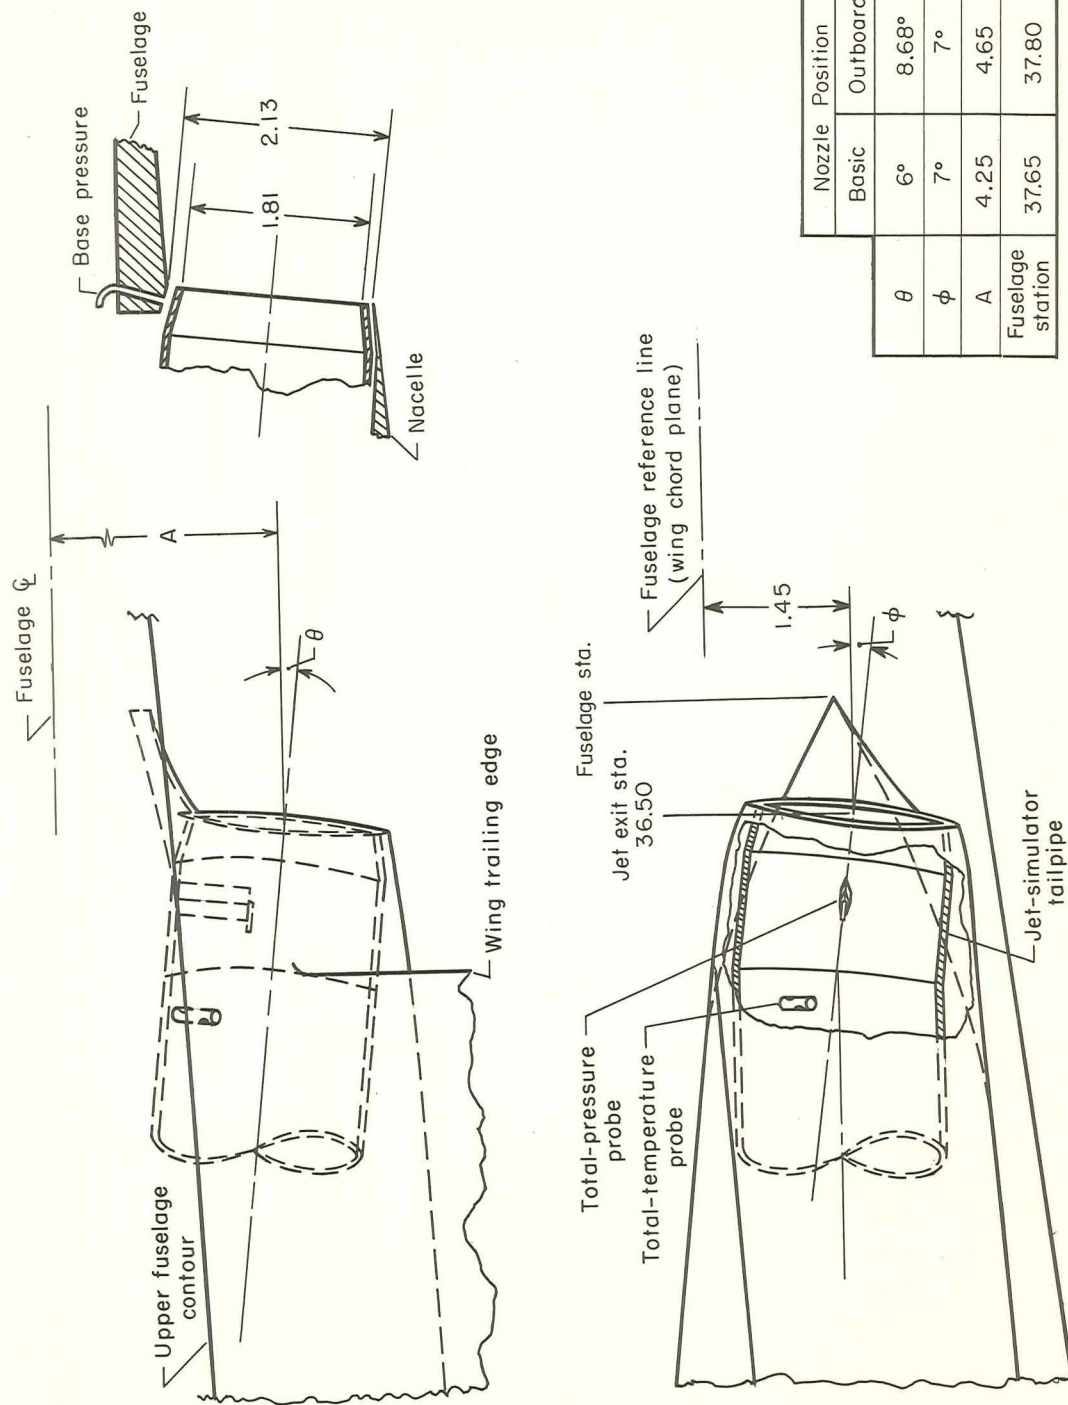 Fuselage ℄
A
θ
Upper fuselage
contour
Wing trailing edge
Base pressure
Fuselage
1.81
2.13
Nacelle
Fuselage sta.
Jet exit sta.
36.50
Total-pressure
probe
Total-temperature
probe
Jet-simulator
tailpipe
Fuselage reference line
(wing chord plane)
1.45
ϕ
Nozzle Position
Basic Outboard
θ 6° 8.68°
ϕ 7° 7°
A 4.25 4.65
Fuselage
station
37.65 37.80